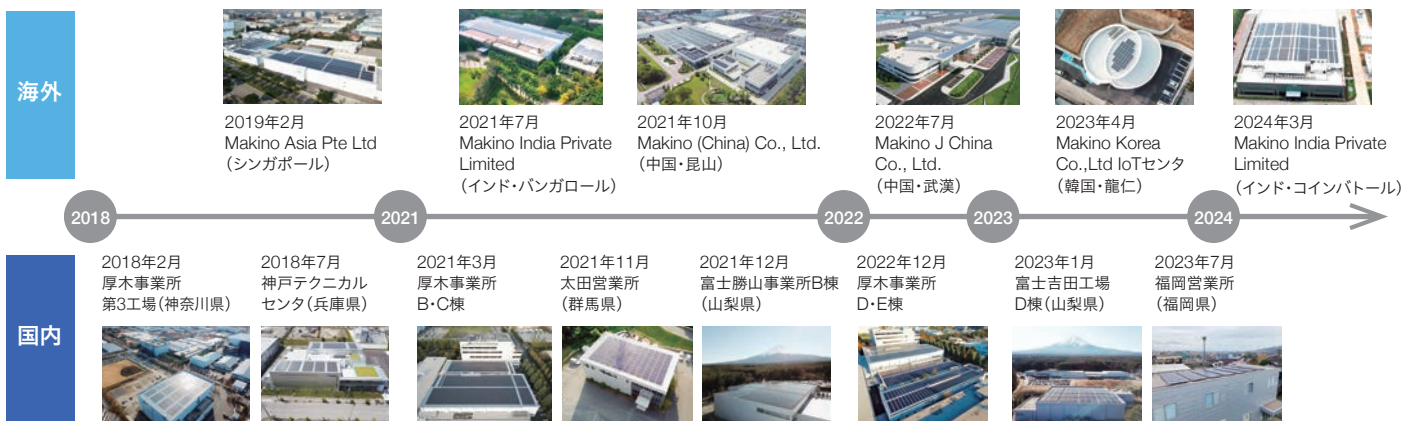 海外
2019年2月
Makino Asia Pte Ltd
（シンガポール）
2021年7月
Makino India Private
Limited
（インド・バンガロール）
2021年10月
Makino (China) Co., Ltd.
（中国・昆山）
2022年7月
Makino J China
Co., Ltd.
（中国・武漢）
2023年4月
Makino Korea
Co.,Ltd IoTセンタ
（韓国・龍仁）
2024年3月
Makino India Private
Limited
（インド・コインバトール）
2018
2021
2022
2023
2024
国内
2018年2月
厚木事業所
第3工場（神奈川県）
2018年7月
神戸テクニカル
センタ（兵庫県）
2021年3月
厚木事業所
B・C棟
2021年11月
太田営業所
（群馬県）
2021年12月
富士勝山事業所B棟
（山梨県）
2022年12月
厚木事業所
D・E棟
2023年1月
富士吉田工場
D棟（山梨県）
2023年7月
福岡営業所
（福岡県）